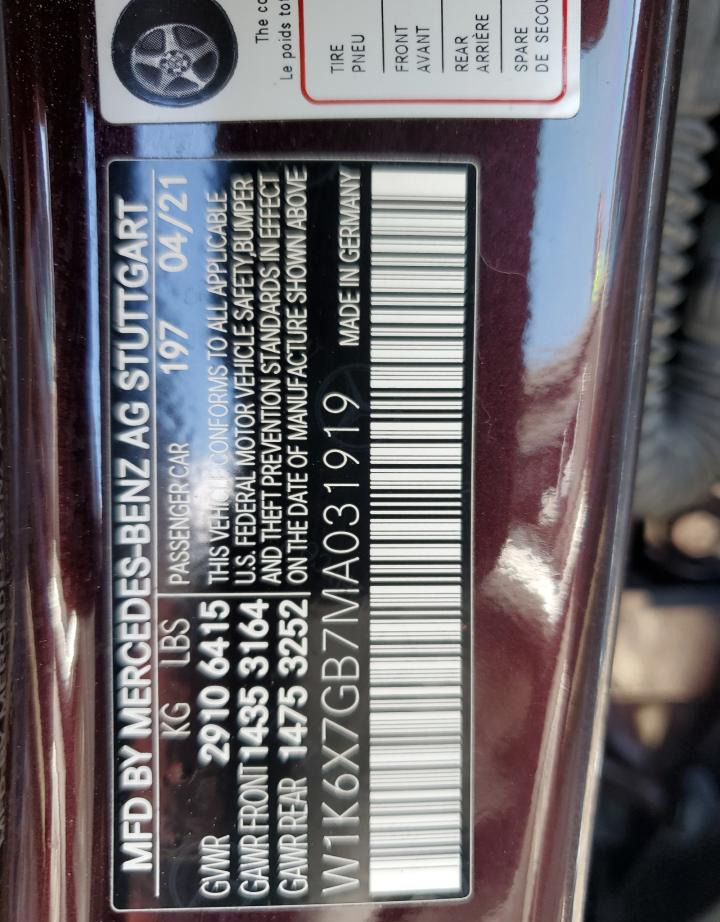 MFD BY MERCEDES-BENZ AG STUTTGART
KG LBS PASSENGER CAR 197 04/21
GVWR 2910 6415 THIS VEHICLE CONFORMS TO ALL APPLICABLE
GAWR FRONT 1435 3164 U.S. FEDERAL MOTOR VEHICLE SAFETY,BUMPER
GAWR REAR 1475 3252 AND THEFT PREVENTION STANDARDS IN EFFECT
ON THE DATE OF MANUFACTURE SHOWN ABOVE
W1K6X7GB7MA031919 MADE IN GERMANY
The
Le poids
TIRE
PNEU
FRONT
AVANT
REAR
ARRIÈRE
SPARE
DE